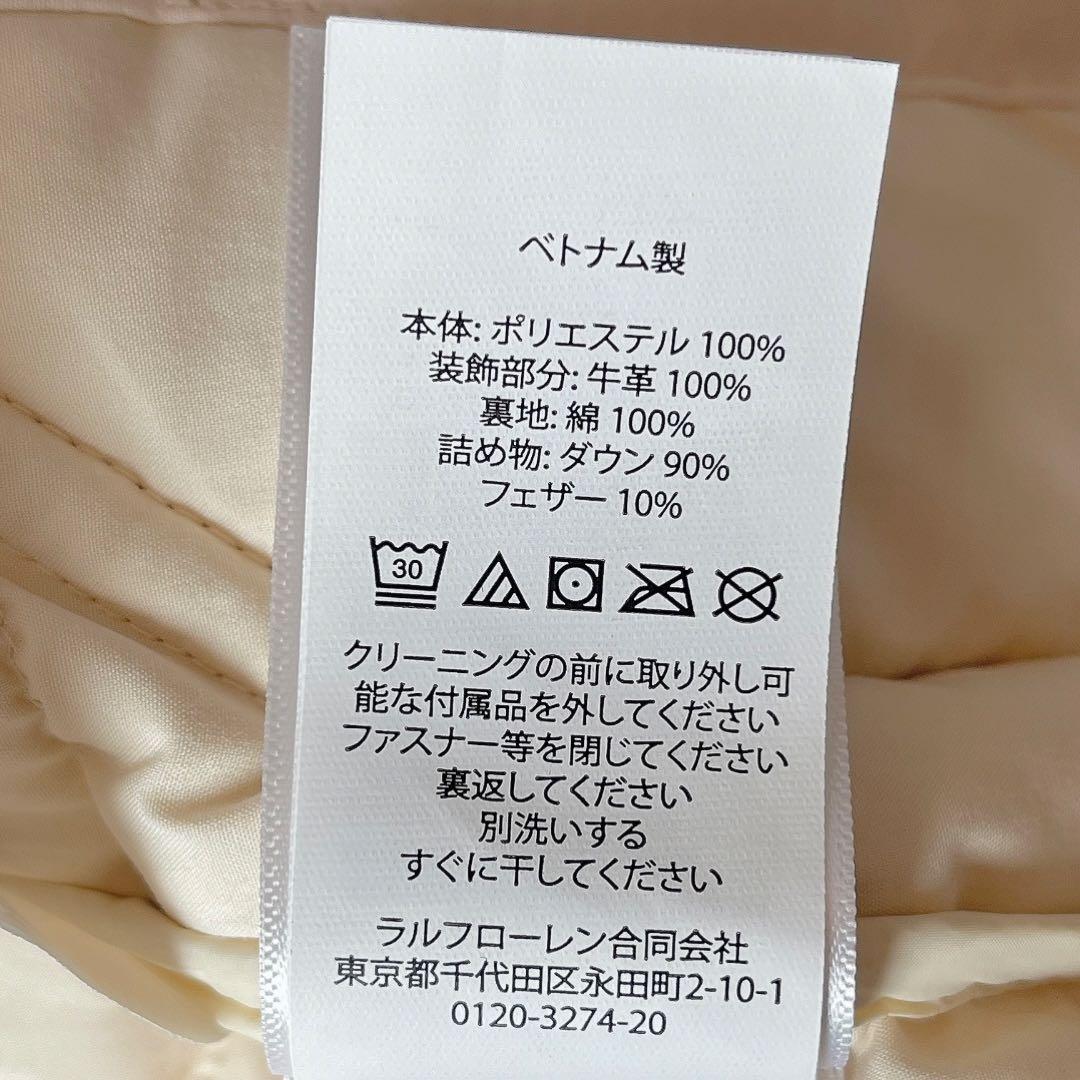 ベトナム製
本体: ポリエステル 100%
装飾部分: 牛革 100%
裏地: 綿 100%
詰め物: ダウン 90%
フェザー 10%
30
クリーニングの前に取り外し可
能な付属品を外してください
ファスナー等を閉じてください
裏返してください
別洗いする
すぐに干してください
ラルフローレン合同会社
東京都千代田区永田町2-10-1
0120-3274-20